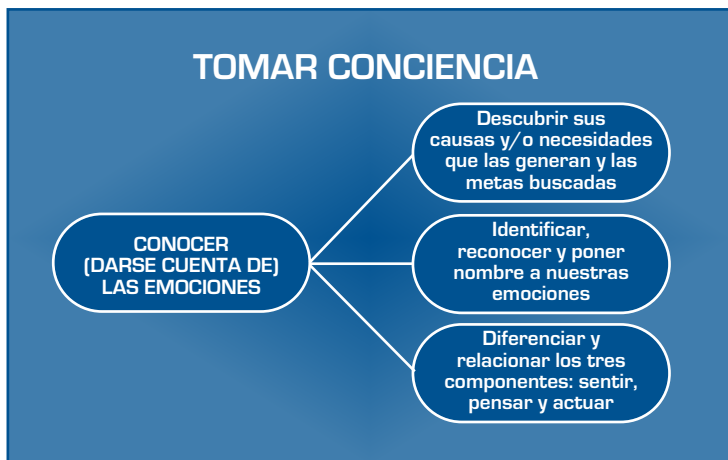 TOMAR CONCIENCIA
CONOCER
(DARSE CUENTA DE)
LAS EMOCIONES
Descubrir sus
causas y/o necesidades
que las generan y las
metas buscadas
Identificar,
reconocer y poner
nombre a nuestras
emociones
Diferenciar y
relacionar los tres
componentes: sentir,
pensar y actuar